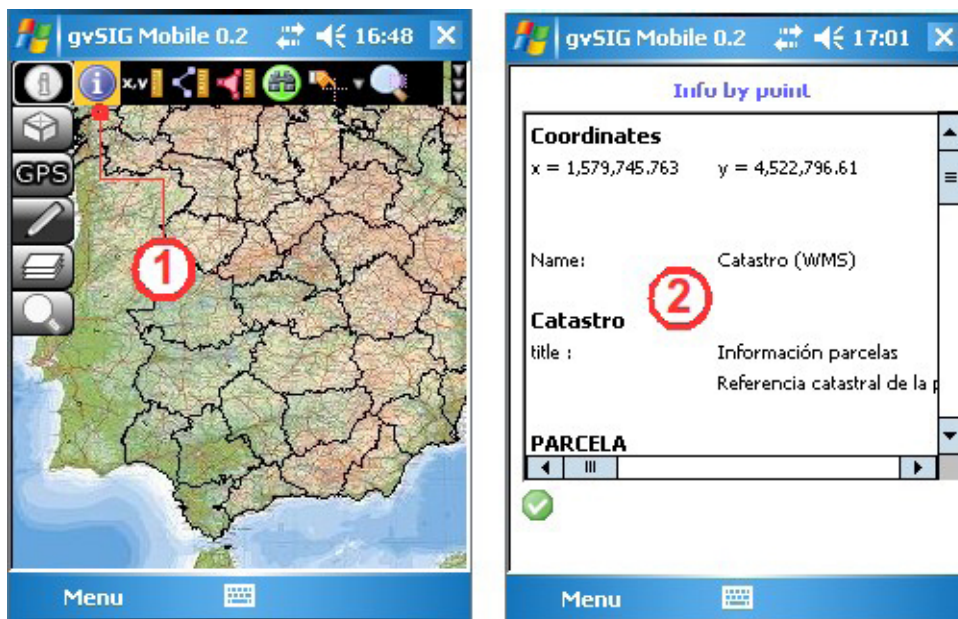 gvSIG Mobile 0.2 16:48
x,y
GPS
1
Menu
gvSIG Mobile 0.2 17:01
Info by point
Coordinates
x = 1,579,745.763 y = 4,522,796.61
Name: Catastro (WMS)
2
Catastro
title : Información parcelas
Referencia catastral de la
PARCELA
Menu